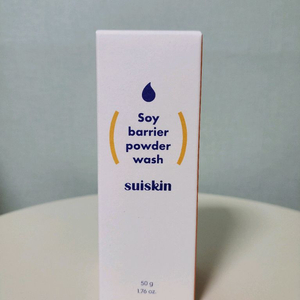 Soy
barrier
powder
wash
suiskin
50 g
1.76 oz.